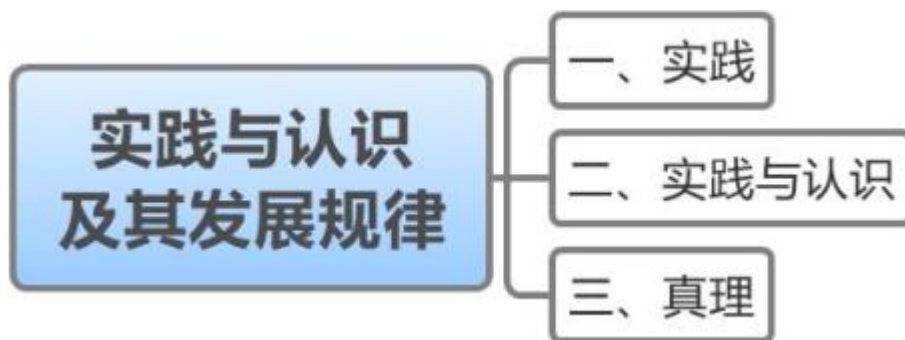 实践与认识
及其发展规律
一、实践
二、实践与认识
三、真理